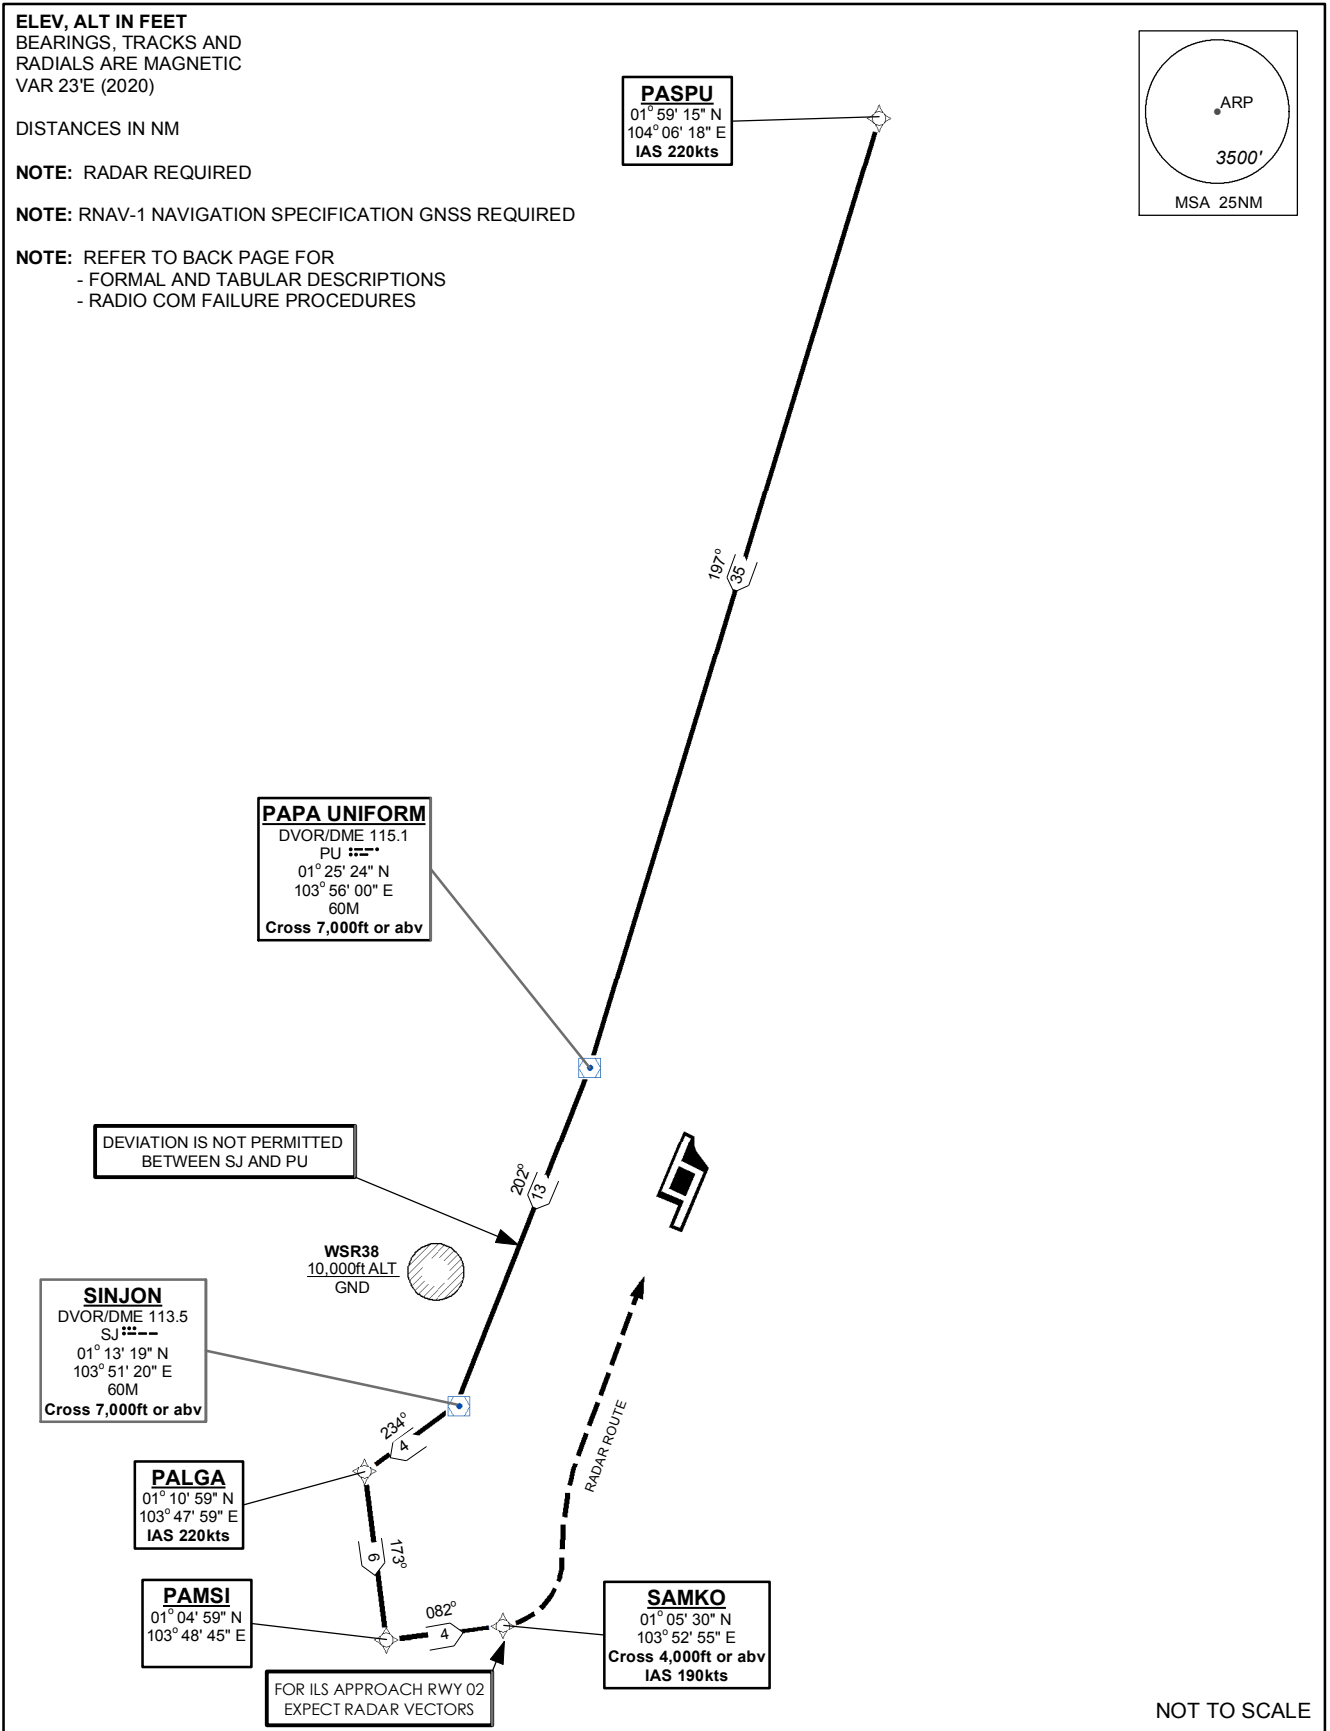 ELEV, ALT IN FEET
BEARINGS, TRACKS AND
RADIALS ARE MAGNETIC
VAR 23'E (2020)
DISTANCES IN NM
NOTE: RADAR REQUIRED
NOTE: RNAV-1 NAVIGATION SPECIFICATION GNSS REQUIRED
NOTE: REFER TO BACK PAGE FOR
- FORMAL AND TABULAR DESCRIPTIONS
- RADIO COM FAILURE PROCEDURES
PASPU
01° 59' 15" N
104° 06' 18" E
IAS 220kts
ARP
3500'
MSA 25NM
197°
35
PAPA UNIFORM
DVOR/DME 115.1
PU
01° 25' 24" N
103° 56' 00" E
60M
Cross 7,000ft or abv
DEVIATION IS NOT PERMITTED
BETWEEN SJ AND PU
202°
13
WSR38
10,000ft ALT
GND
SINJON
DVOR/DME 113.5
SJ
01° 13' 19" N
103° 51' 20" E
60M
Cross 7,000ft or abv
234°
4
RADAR ROUTE
PALGA
01° 10' 59" N
103° 47' 59" E
IAS 220kts
173°
6
PAMSI
01° 04' 59" N
103° 48' 45" E
082°
4
SAMKO
01° 05' 30" N
103° 52' 55" E
Cross 4,000ft or abv
IAS 190kts
FOR ILS APPROACH RWY 02
EXPECT RADAR VECTORS
NOT TO SCALE